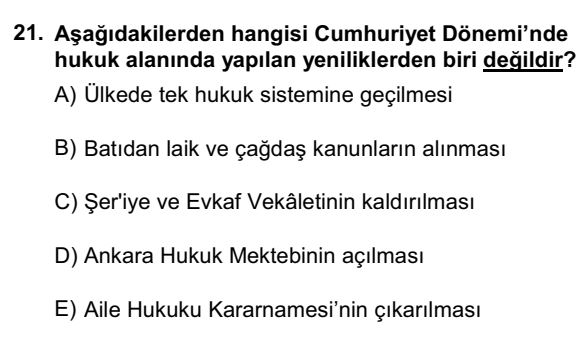 21. Aşağıdakilerden hangisi Cumhuriyet Dönemi’nde
hukuk alanında yapılan yeniliklerden biri değildir?
A) Ülkede tek hukuk sistemine geçilmesi
B) Batıdan laik ve çağdaş kanunların alınması
C) Şer'iye ve Evkaf Vekâletinin kaldırılması
D) Ankara Hukuk Mektebinin açılması
E) Aile Hukuku Kararnamesi’nin çıkarılması